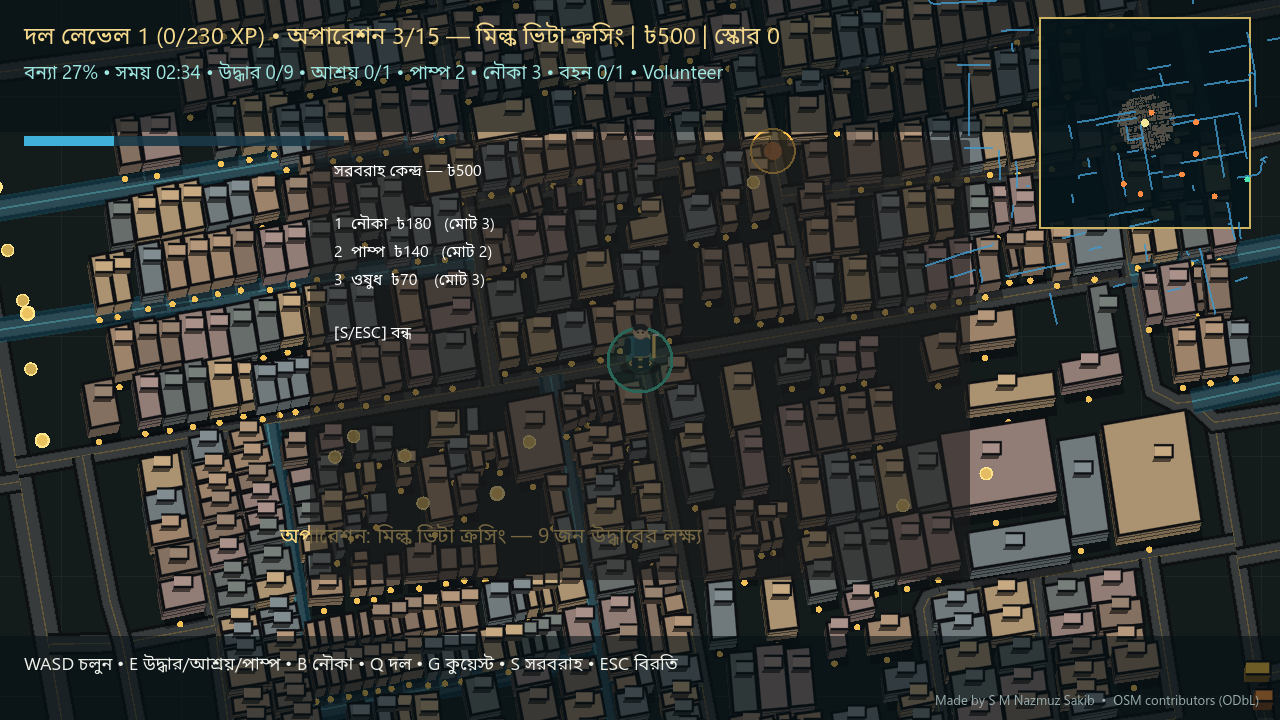 দল লেভেল 1 (0/230 XP) • অপারেশন 3/15 — মিল্ক ভিটা ক্রসিং | ৳500 | স্কোর 0
বন্যা 27% • সময় 02:34 • উদ্ধার 0/9 • আশ্রয় 0/1 • পাম্প 2 • নৌকা 3 • বহন 0/1 • Volunteer
সরবরাহ কেন্দ্র — ৳500
1 নৌকা ৳180 (মোট 3)
2 পাম্প ৳140 (মোট 2)
3 ওষুধ ৳70 (মোট 3)
[S/ESC] বন্ধ
অপারেশন: মিল্ক ভিটা ক্রসিং — 9 জন উদ্ধারের লক্ষ্য
WASD চলুন • E উদ্ধার/আশ্রয়/পাম্প • B নৌকা • Q দল • G কুয়েস্ট • S সরবরাহ • ESC বিরতি
Made by S M Nazmuz Sakib • OSM contributors (ODbL)